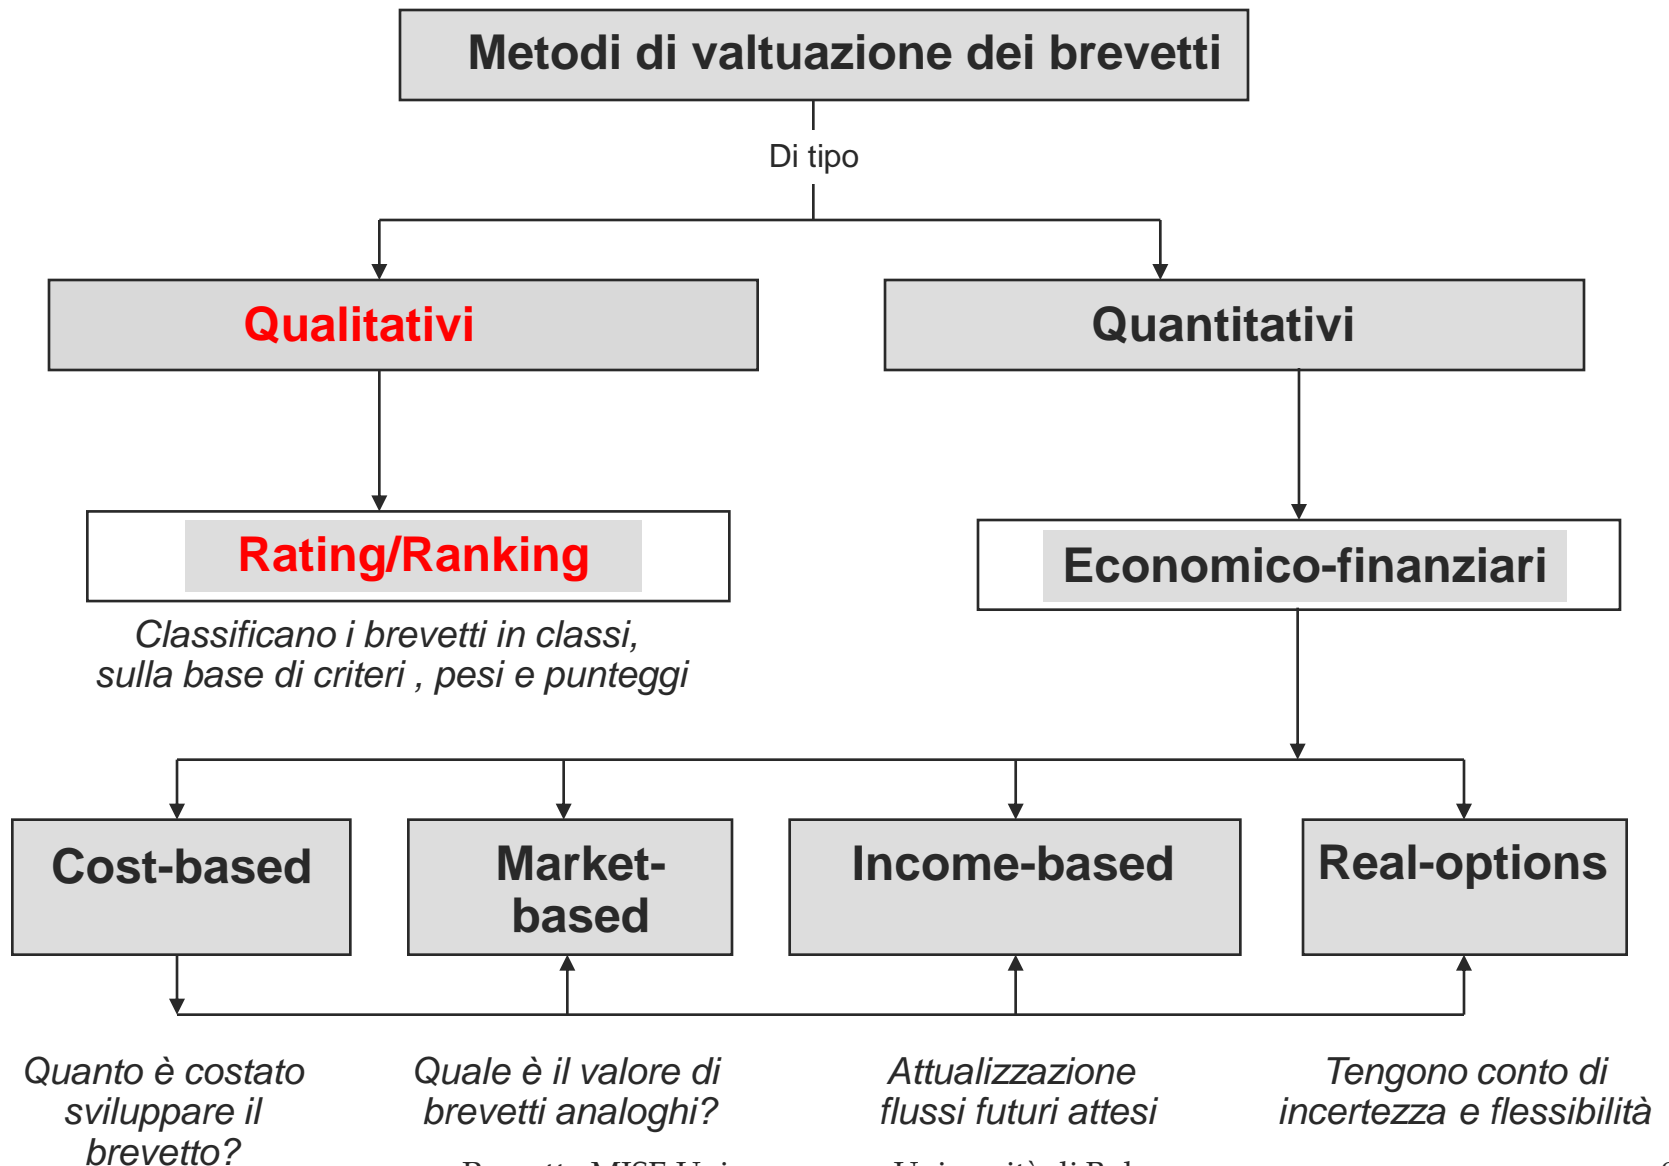 Metodi di valtuazione dei brevetti
Di tipo
Qualitativi
Quantitativi
Rating/Ranking
Economico-finanziari
Classificano i brevetti in classi,
sulla base di criteri , pesi e punteggi
Cost-based
Market-
based
Income-based
Real-options
Quanto è costato
sviluppare il
brevetto?
Quale è il valore di
brevetti analoghi?
Attualizzazione
flussi futuri attesi
Tengono conto di
incertezza e flessibilità